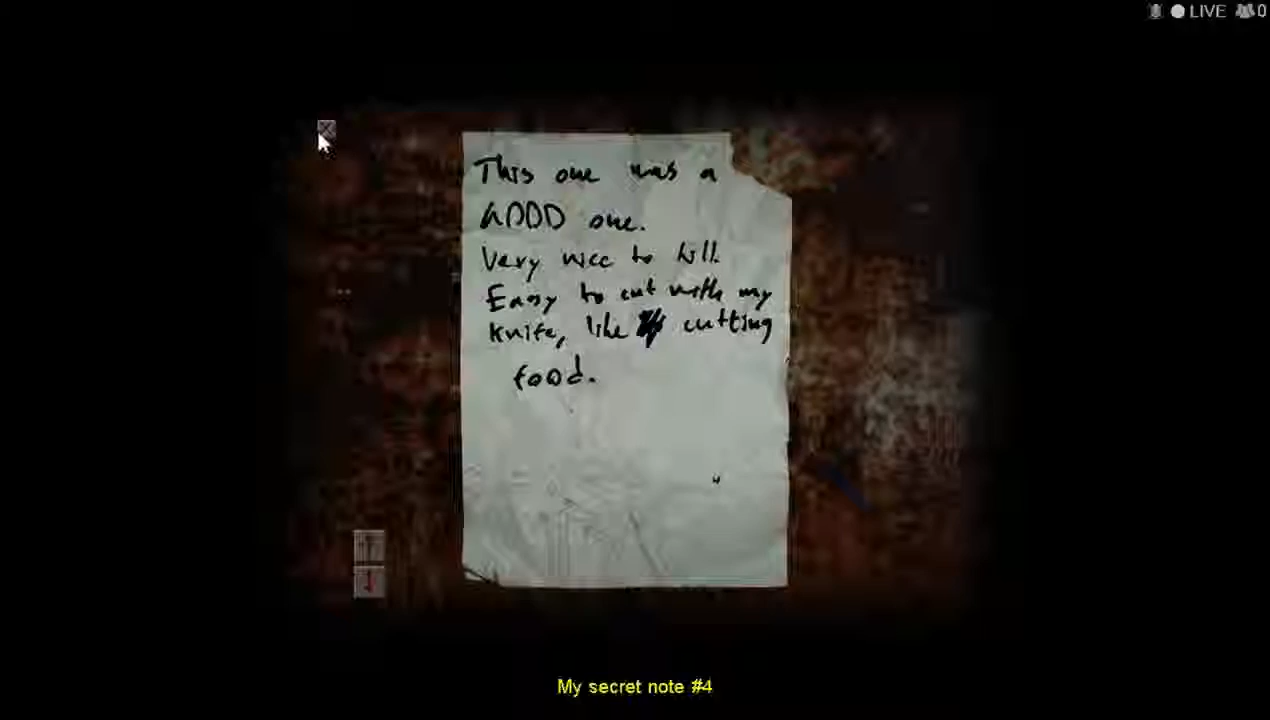 LIVE 0
This one was a
GOOD one.
Very nice to kill.
Easy to cut with my
knife, like cutting
food.
My secret note #4